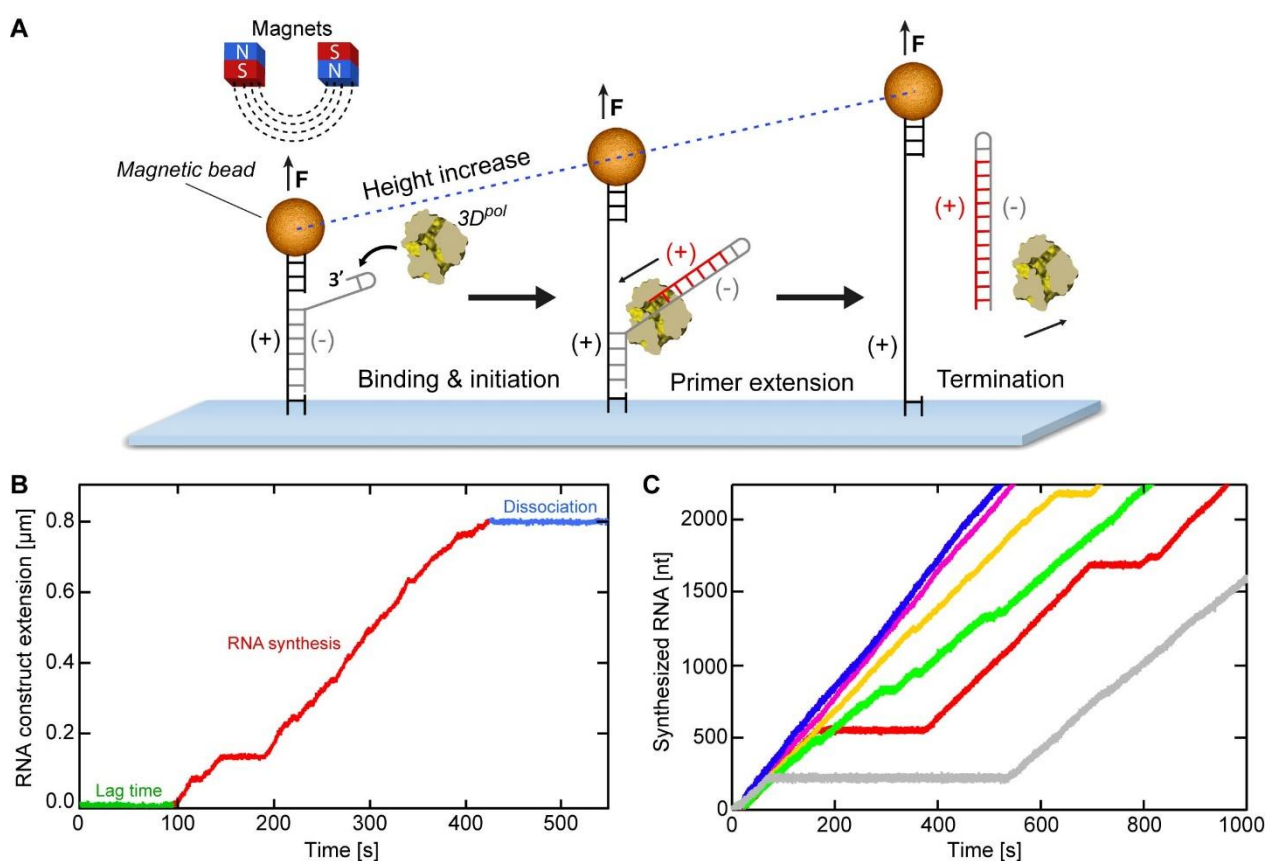 A
Magnets
N
S
S
N
F
Magnetic bead
Height increase
3Dpol
3′
(+)
(-)
Binding & initiation
F
(+)
(-)
(+)
Primer extension
F
(+)
(-)
(+)
Termination
B
RNA construct extension [µm]
0.8
0.6
0.4
0.2
0.0
Dissociation
RNA synthesis
Lag time
0
100
200
300
400
500
Time [s]
C
Synthesized RNA [nt]
2000
1500
1000
500
0
0
200
400
600
800
1000
Time [s]